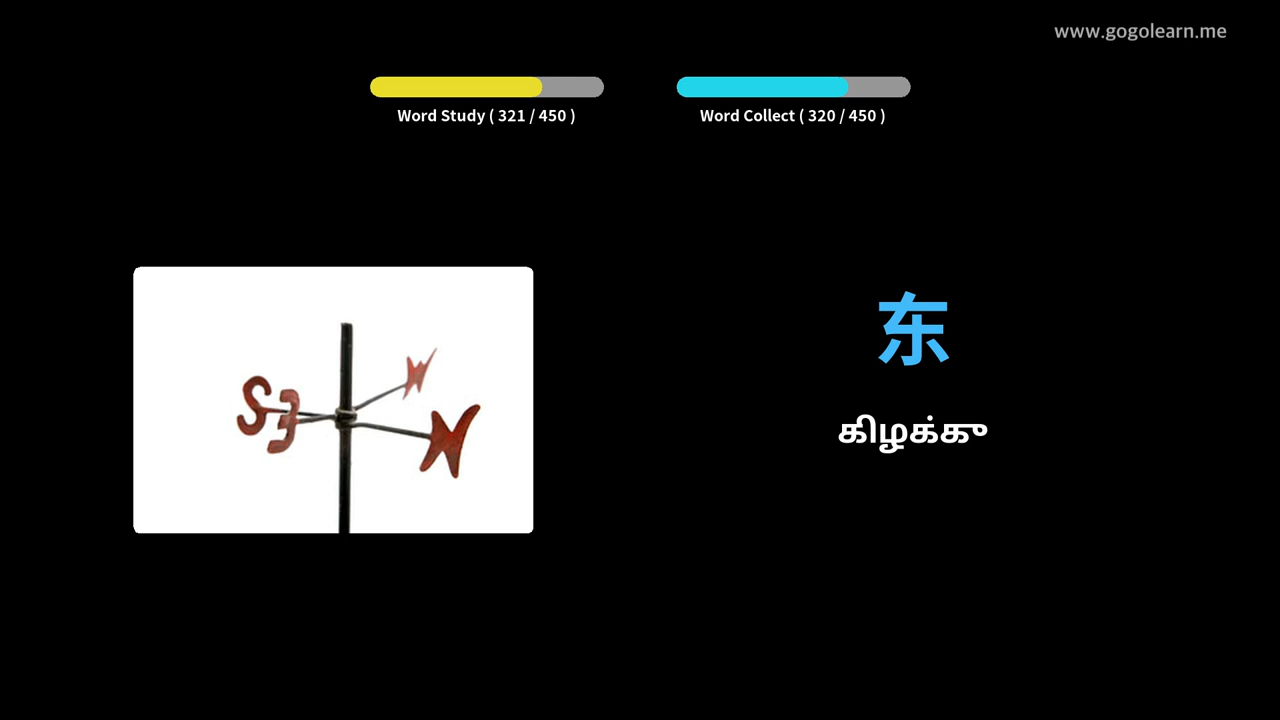 www.gogolearn.me
Word Study ( 321 / 450 )
Word Collect ( 320 / 450 )
东
கிழக்கு
S
E
N